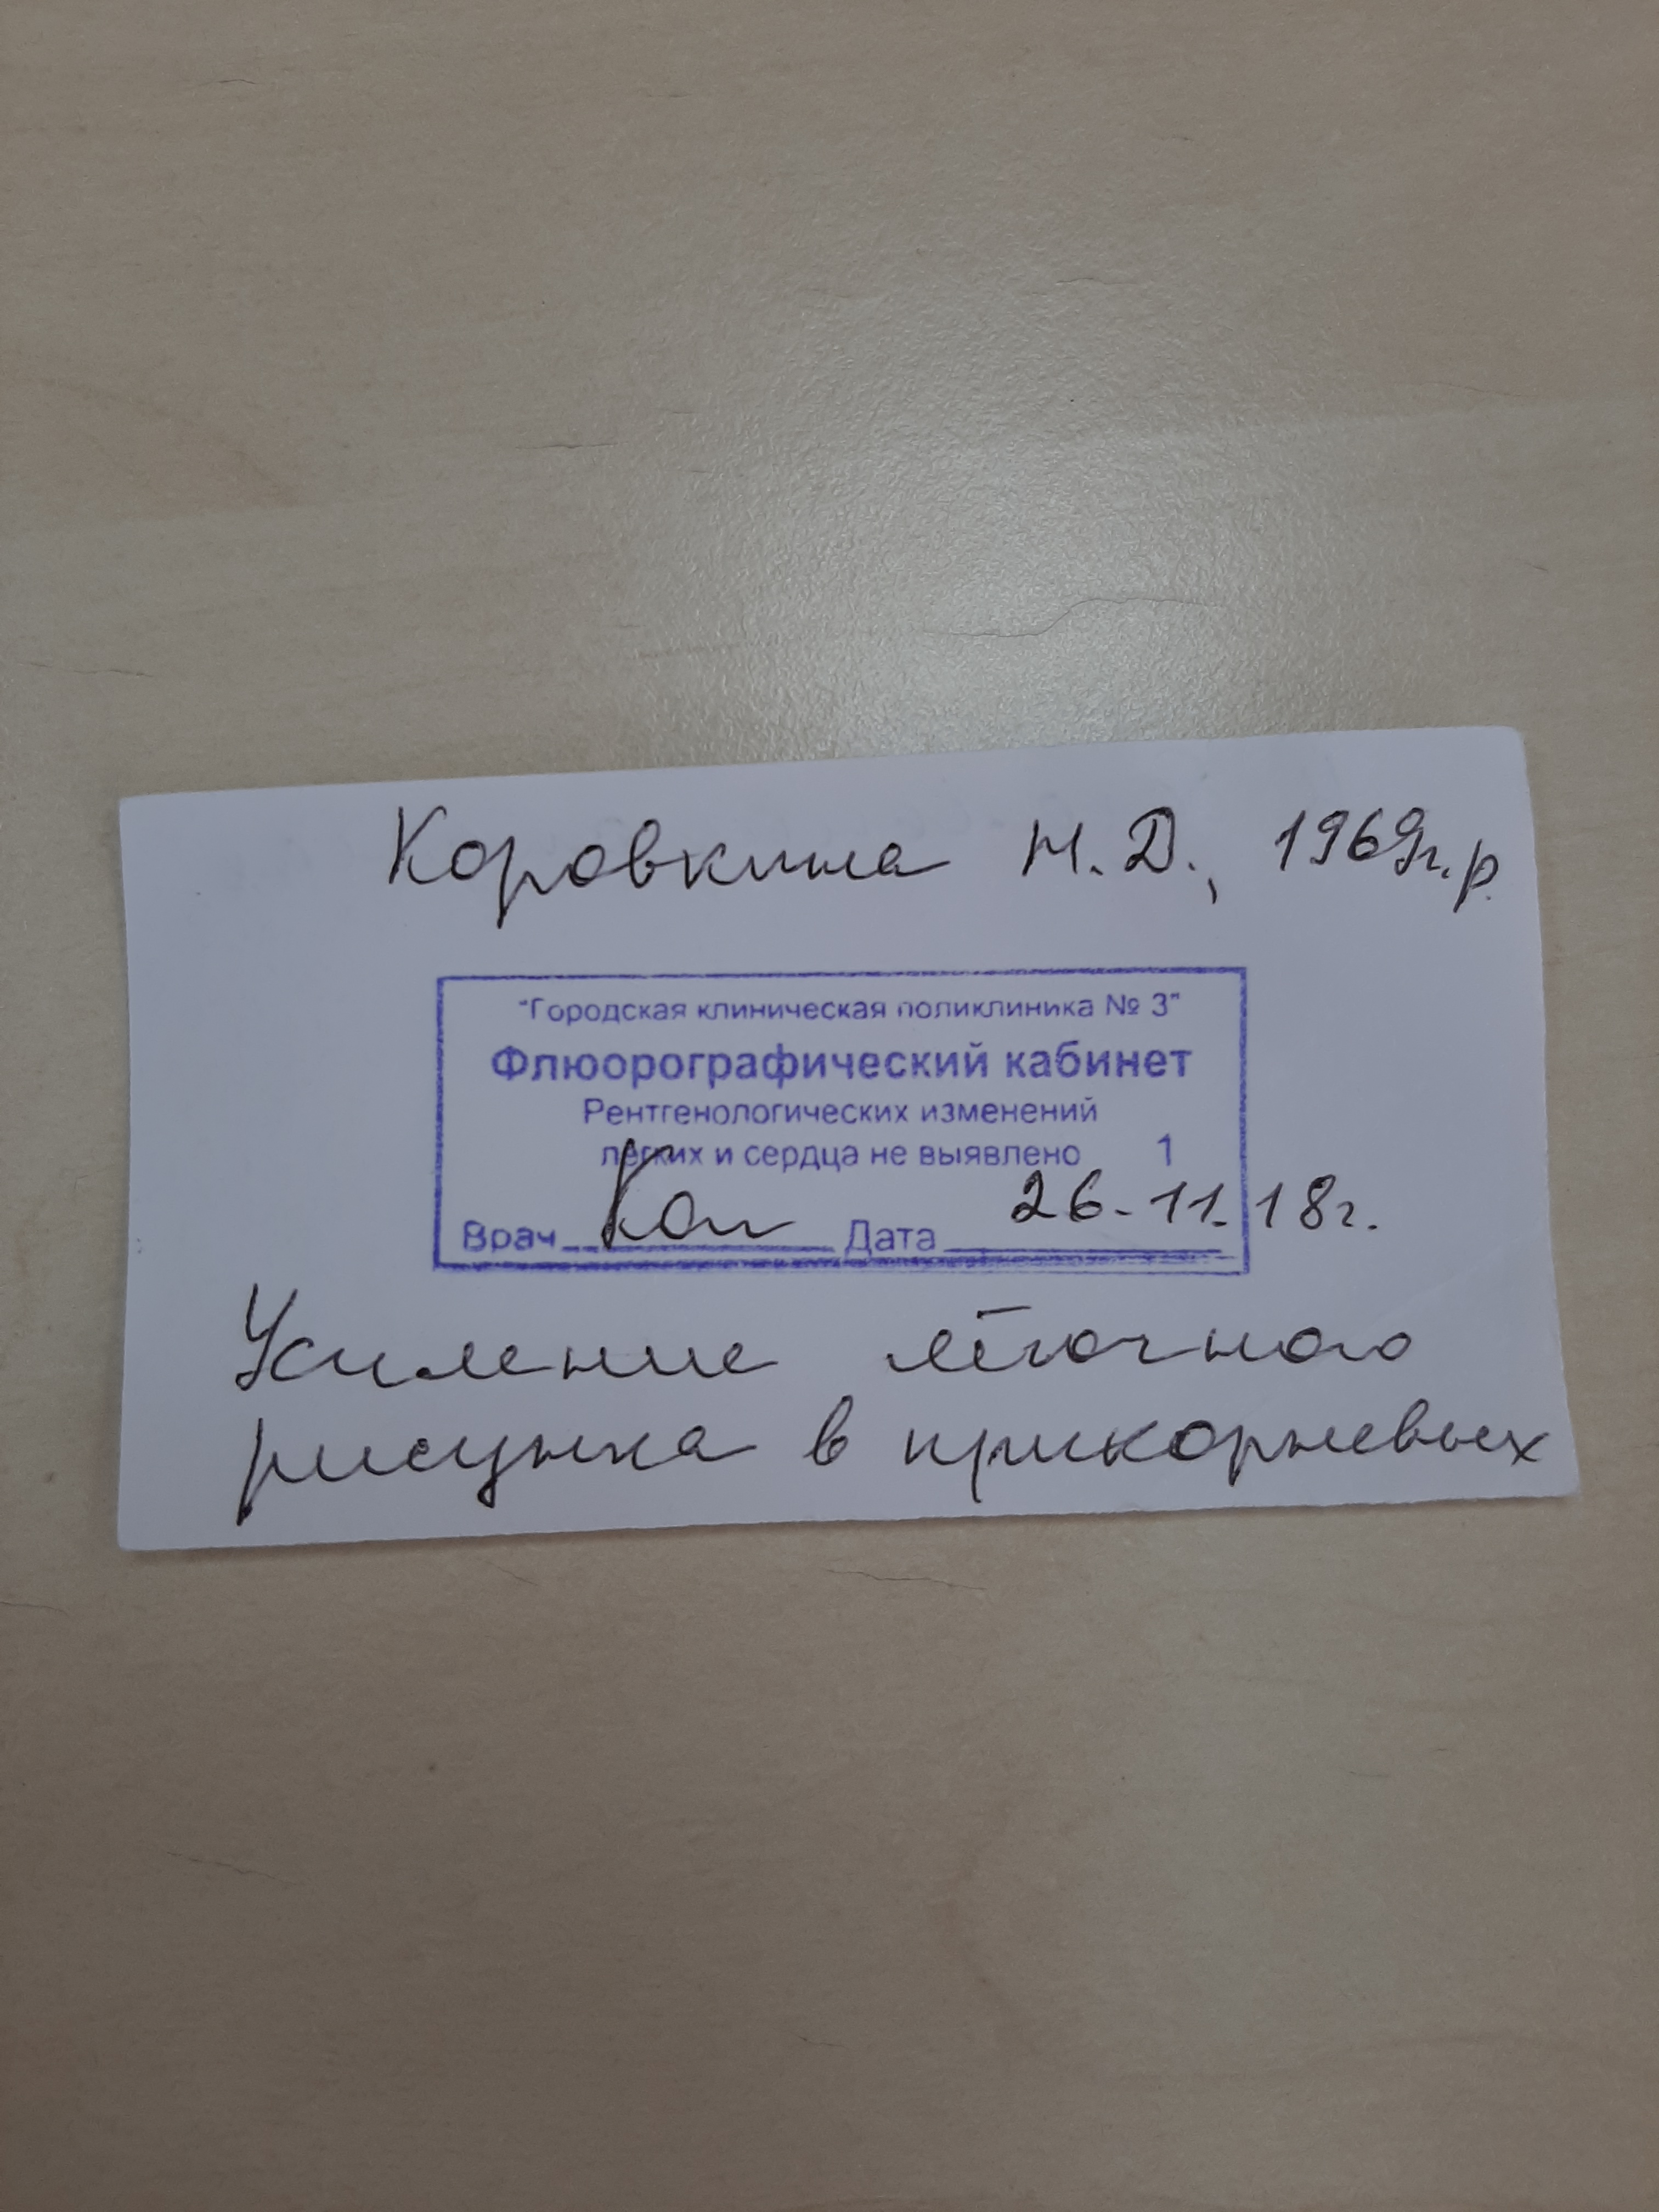 Коровкина Н.Д., 1969г.р.
"Городская клиническая поликлиника № 3"
Флюорографический кабинет
Рентгенологических изменений
легких и сердца не выявлено 1
Врач Дата 26.11.18г.
Усиление лёгочного
рисунка в прикорневых